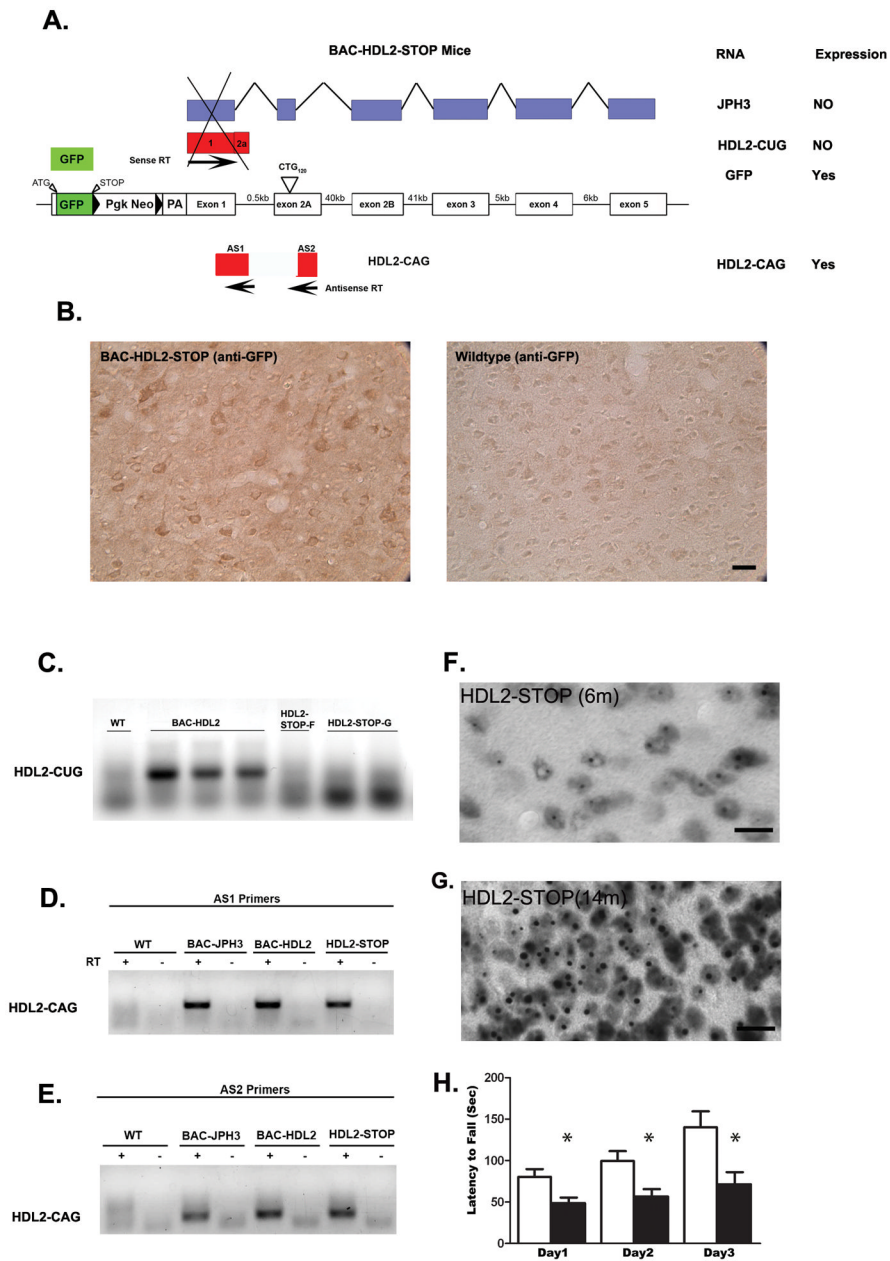 A.
BAC-HDL2-STOP Mice
RNA Expression
JPH3 NO
1 2a
HDL2-CUG NO
GFP
Sense RT
GFP Yes
CTG120
ATG STOP
GFP Pgk Neo PA Exon 1 0.5kb exon 2A 40kb exon 2B 41kb exon 3 5kb exon 4 6kb exon 5
AS1 AS2
HDL2-CAG
HDL2-CAG Yes
Antisense RT
B.
BAC-HDL2-STOP (anti-GFP)
Wildtype (anti-GFP)
C.
WT BAC-HDL2 HDL2-STOP-F HDL2-STOP-G
HDL2-CUG
D.
AS1 Primers
WT BAC-JPH3 BAC-HDL2 HDL2-STOP
RT + - + - + - + -
HDL2-CAG
E.
AS2 Primers
WT BAC-JPH3 BAC-HDL2 HDL2-STOP
+ - + - + - + -
HDL2-CAG
F.
HDL2-STOP (6m)
G.
HDL2-STOP(14m)
H.
Latency to Fall (Sec)
200
150
100
50
0
* * *
Day1 Day2 Day3